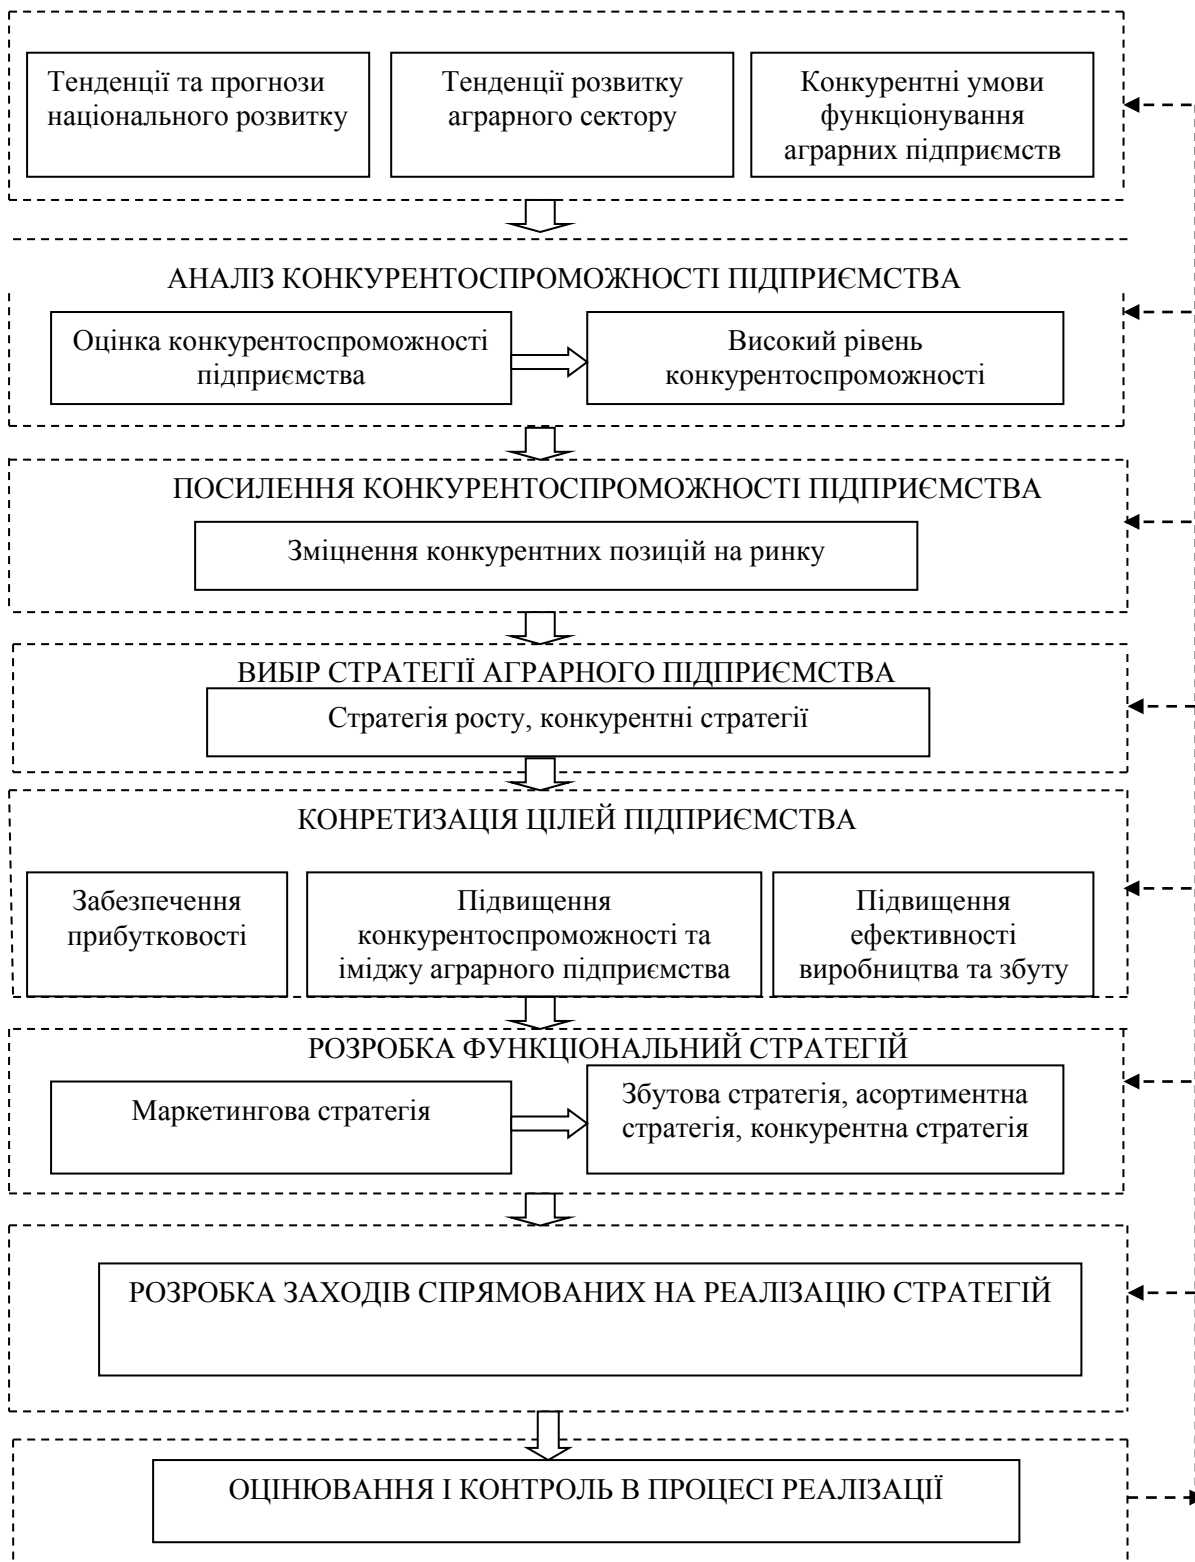 Тенденції та прогнози
національного розвитку
Тенденції розвитку
аграрного сектору
Конкурентні умови
функціонування
аграрних підприємств
АНАЛІЗ КОНКУРЕНТОСПРОМОЖНОСТІ ПІДПРИЄМСТВА
Оцінка конкурентоспроможності
підприємства
Високий рівень
конкурентоспроможності
ПОСИЛЕННЯ КОНКУРЕНТОСПРОМОЖНОСТІ ПІДПРИЄМСТВА
Зміцнення конкурентних позицій на ринку
ВИБІР СТРАТЕГІЇ АГРАРНОГО ПІДПРИЄМСТВА
Стратегія росту, конкурентні стратегії
КОНРЕТИЗАЦІЯ ЦІЛЕЙ ПІДПРИЄМСТВА
Забезпечення
прибутковості
Підвищення
конкурентоспроможності та
іміджу аграрного підприємства
Підвищення
ефективності
виробництва та збуту
РОЗРОБКА ФУНКЦІОНАЛЬНИЙ СТРАТЕГІЙ
Маркетингова стратегія
Збутова стратегія, асортиментна
стратегія, конкурентна стратегія
РОЗРОБКА ЗАХОДІВ СПРЯМОВАНИХ НА РЕАЛІЗАЦІЮ СТРАТЕГІЙ
ОЦІНЮВАННЯ І КОНТРОЛЬ В ПРОЦЕСІ РЕАЛІЗАЦІЇ